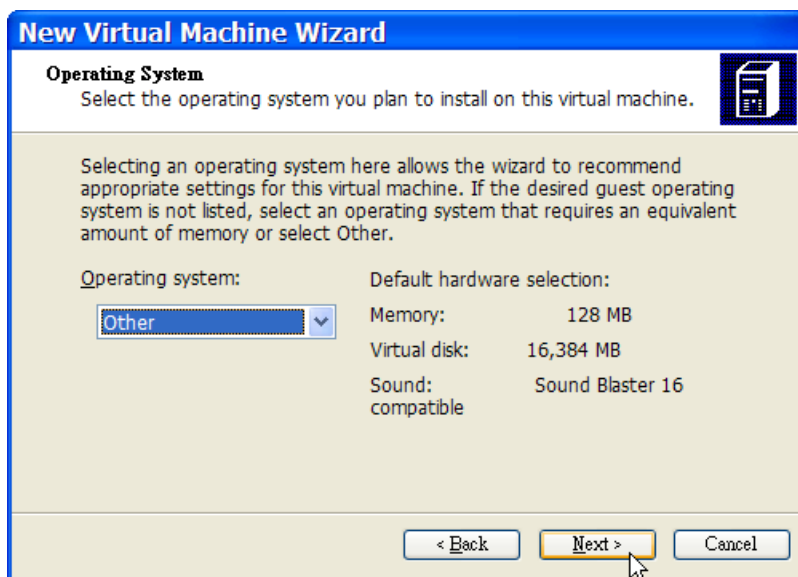 New Virtual Machine Wizard
Operating System
Select the operating system you plan to install on this virtual machine.
Selecting an operating system here allows the wizard to recommend
appropriate settings for this virtual machine. If the desired guest operating
system is not listed, select an operating system that requires an equivalent
amount of memory or select Other.
Operating system:
Other
Default hardware selection:
Memory: 128 MB
Virtual disk: 16,384 MB
Sound: Sound Blaster 16
compatible
< Back Next > Cancel